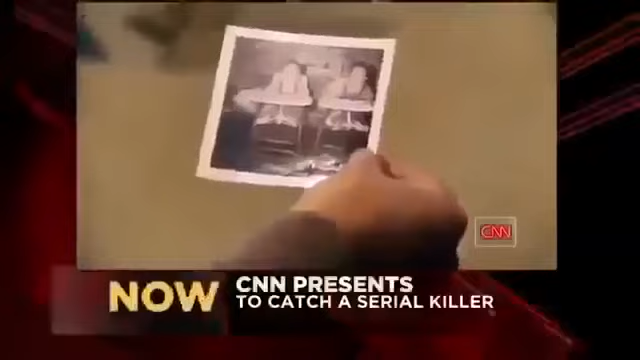 CNN
NOW
CNN PRESENTS
TO CATCH A SERIAL KILLER